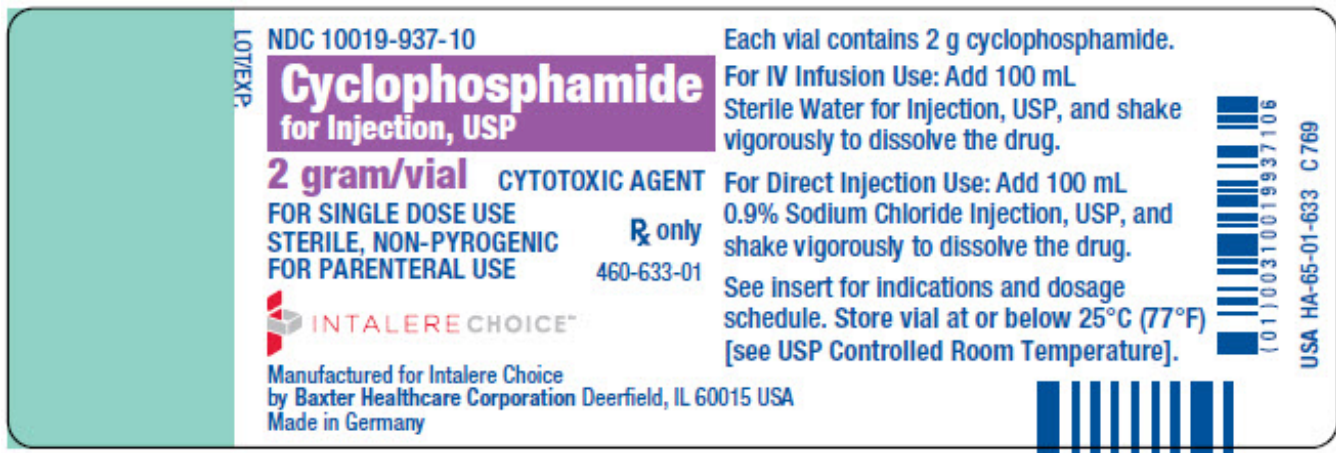 LOT/EXP.
NDC 10019-937-10
Cyclophosphamide
for Injection, USP
2 gram/vial CYTOTOXIC AGENT
FOR SINGLE DOSE USE
STERILE, NON-PYROGENIC
FOR PARENTERAL USE
Rx only
460-633-01
INTALERE CHOICE™
Manufactured for Intalere Choice
by Baxter Healthcare Corporation Deerfield, IL 60015 USA
Made in Germany
Each vial contains 2 g cyclophosphamide.
For IV Infusion Use: Add 100 mL
Sterile Water for Injection, USP, and shake
vigorously to dissolve the drug.
For Direct Injection Use: Add 100 mL
0.9% Sodium Chloride Injection, USP, and
shake vigorously to dissolve the drug.
See insert for indications and dosage
schedule. Store vial at or below 25°C (77°F)
[see USP Controlled Room Temperature].
(01)00310019937106
USA HA-65-01-633 C769